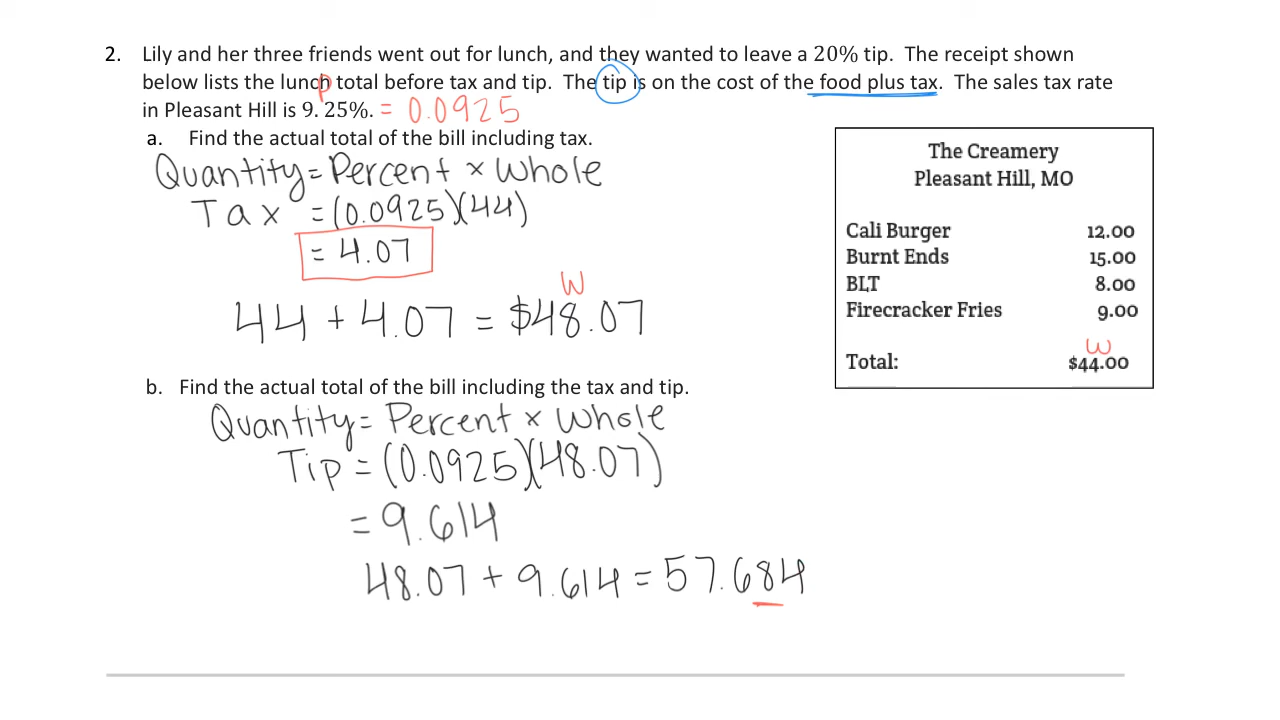 2. Lily and her three friends went out for lunch, and they wanted to leave a 20% tip. The receipt shown
below lists the lunch total before tax and tip. The tip is on the cost of the food plus tax. The sales tax rate
P
in Pleasant Hill is 9.25%. = 0.0925
a. Find the actual total of the bill including tax.
Quantity = Percent × Whole
Tax = (0.0925)(44)
= 4.07
W
44 + 4.07 = $48.07
The Creamery
Pleasant Hill, MO
Cali Burger 12.00
Burnt Ends 15.00
BLT 8.00
Firecracker Fries 9.00
W
Total: $44.00
b. Find the actual total of the bill including the tax and tip.
Quantity = Percent × Whole
Tip = (0.0925)(48.07)
= 9.614
48.07 + 9.614 = 57.684